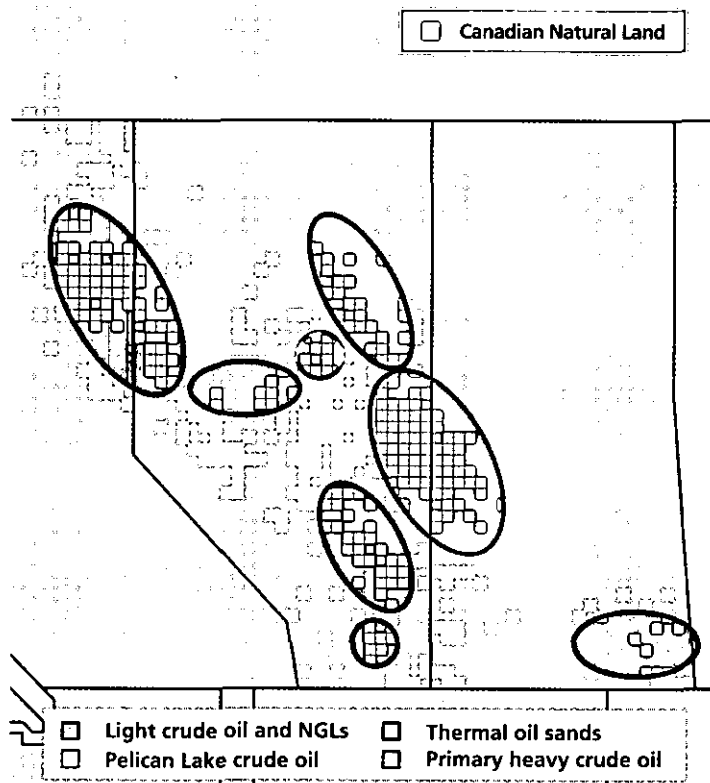 Canadian Natural Land
Light crude oil and NGLs
Thermal oil sands
Pelican Lake crude oil
Primary heavy crude oil